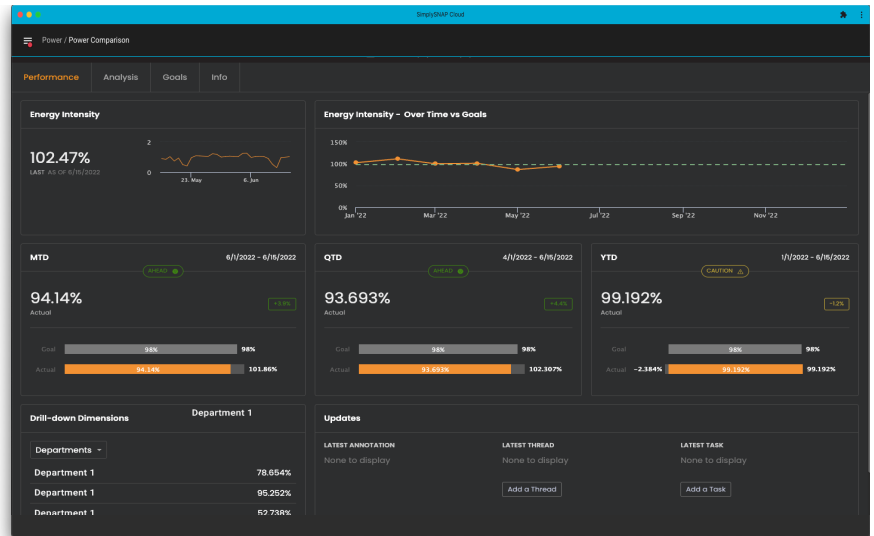 SimplySNAP Cloud
Power / Power Comparison
Performance
Analysis
Goals
Info
Energy Intensity
102.47%
LAST AS OF 6/15/2022
2
0
23. May
6. Jun
Energy Intensity - Over Time vs Goals
150%
100%
50%
0%
Jan '22
Mar '22
May '22
Jul '22
Sep '22
Nov '22
MTD
6/1/2022 - 6/15/2022
AHEAD
94.14%
+3.9%
Actual
Goal
98%
98%
Actual
94.14%
101.86%
QTD
4/1/2022 - 6/15/2022
AHEAD
93.693%
+4.4%
Actual
Goal
98%
98%
Actual
93.693%
102.307%
YTD
1/1/2022 - 6/15/2022
CAUTION
99.192%
-1.2%
Actual
Goal
98%
98%
Actual
-2.384%
99.192%
99.192%
Drill-down Dimensions
Department 1
Departments
Department 1
78.654%
Department 1
95.252%
Department 1
52.738%
Updates
LATEST ANNOTATION
None to display
LATEST THREAD
None to display
Add a Thread
LATEST TASK
None to display
Add a Task